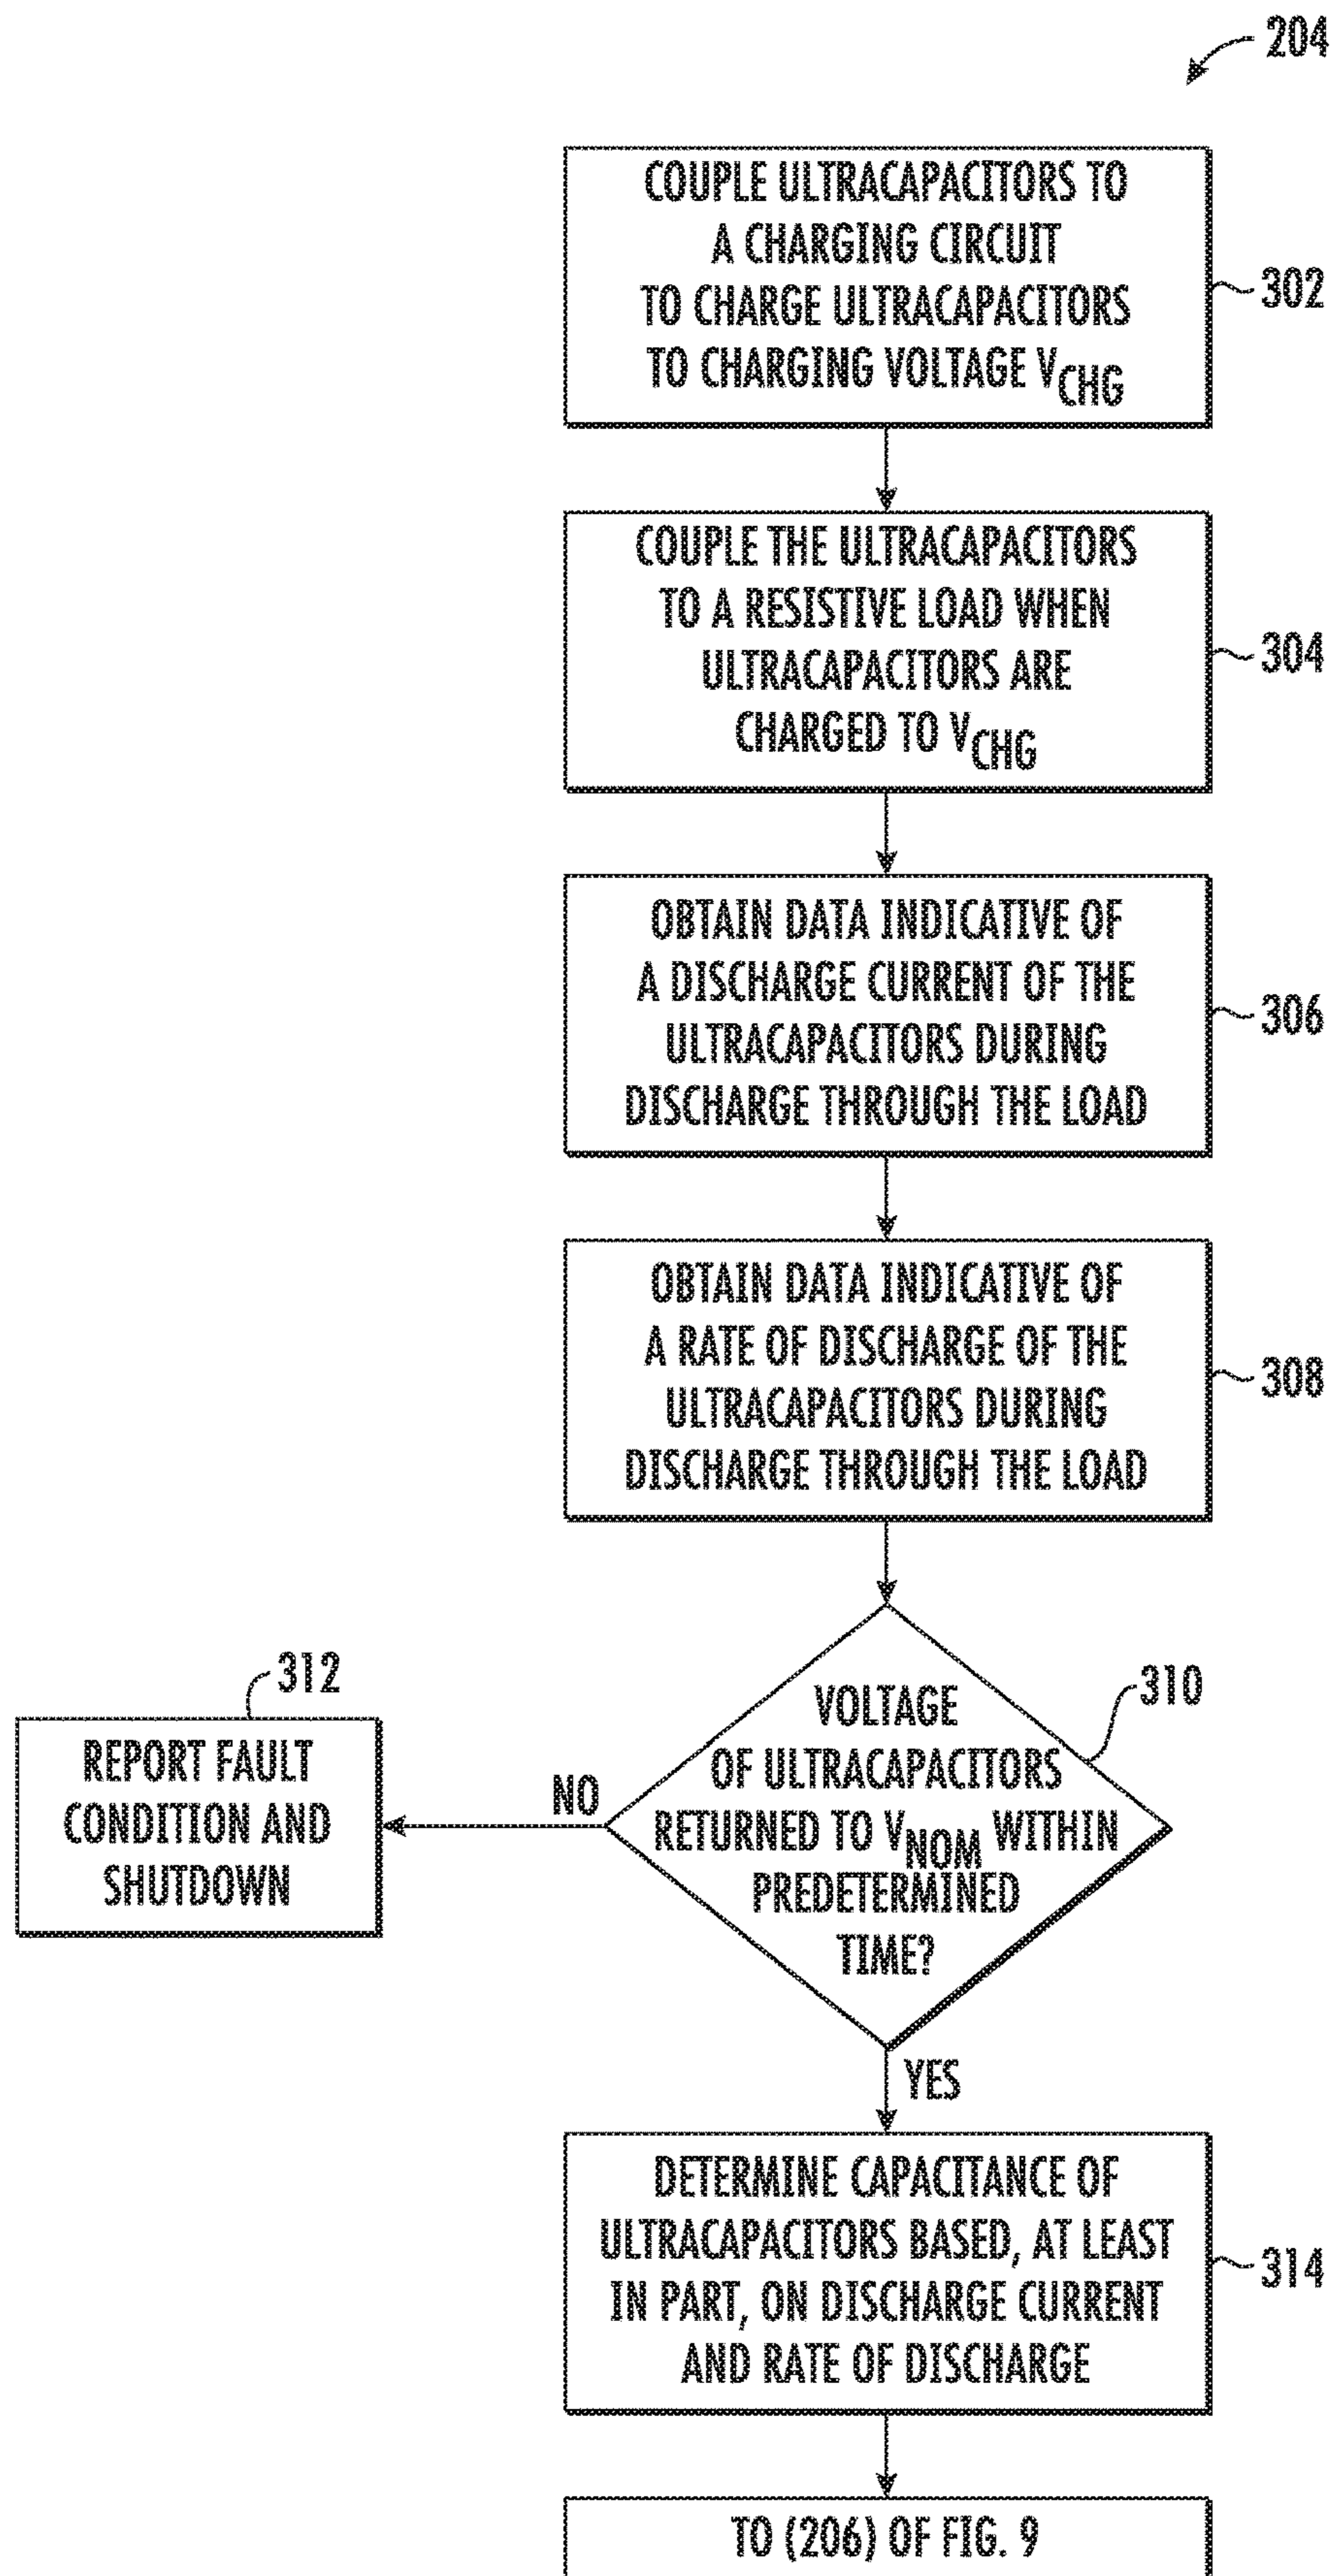 204
COUPLE ULTRACAPACITORS TO
A CHARGING CIRCUIT
TO CHARGE ULTRACAPACITORS
TO CHARGING VOLTAGE VCHG
302
COUPLE THE ULTRACAPACITORS
TO A RESISTIVE LOAD WHEN
ULTRACAPACITORS ARE
CHARGED TO VCHG
304
OBTAIN DATA INDICATIVE OF
A DISCHARGE CURRENT OF THE
ULTRACAPACITORS DURING
DISCHARGE THROUGH THE LOAD
306
OBTAIN DATA INDICATIVE OF
A RATE OF DISCHARGE OF THE
ULTRACAPACITORS DURING
DISCHARGE THROUGH THE LOAD
308
VOLTAGE
OF ULTRACAPACITORS
RETURNED TO VNOM WITHIN
PREDETERMINED
TIME?
310
NO
312
REPORT FAULT
CONDITION AND
SHUTDOWN
YES
DETERMINE CAPACITANCE OF
ULTRACAPACITORS BASED, AT LEAST
IN PART, ON DISCHARGE CURRENT
AND RATE OF DISCHARGE
314
TO (206) OF FIG. 9